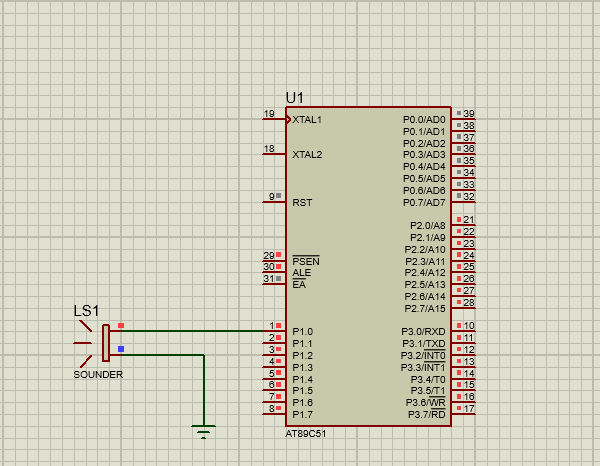 U1
19 XTAL1 P0.0/AD0 39
P0.1/AD1 38
P0.2/AD2 37
18 XTAL2 P0.3/AD3 36
P0.4/AD4 35
P0.5/AD5 34
P0.6/AD6 33
9 RST P0.7/AD7 32
P2.0/A8 21
P2.1/A9 22
P2.2/A10 23
29 PSEN P2.3/A11 24
30 ALE P2.4/A12 25
31 EA P2.5/A13 26
P2.6/A14 27
P2.7/A15 28
LS1
1 P1.0 P3.0/RXD 10
2 P1.1 P3.1/TXD 11
3 P1.2 P3.2/INT0 12
4 P1.3 P3.3/INT1 13
SOUNDER
5 P1.4 P3.4/T0 14
6 P1.5 P3.5/T1 15
7 P1.6 P3.6/WR 16
8 P1.7 P3.7/RD 17
AT89C51